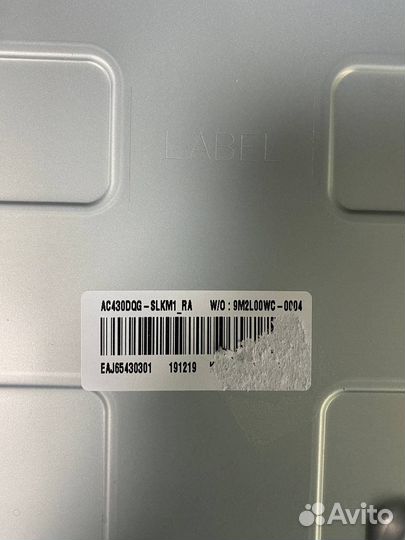 LABEL
AC430DQG-SLKM1_RA W/O : 9M2L00WC-0004
EAJ65430301 191219
Avito